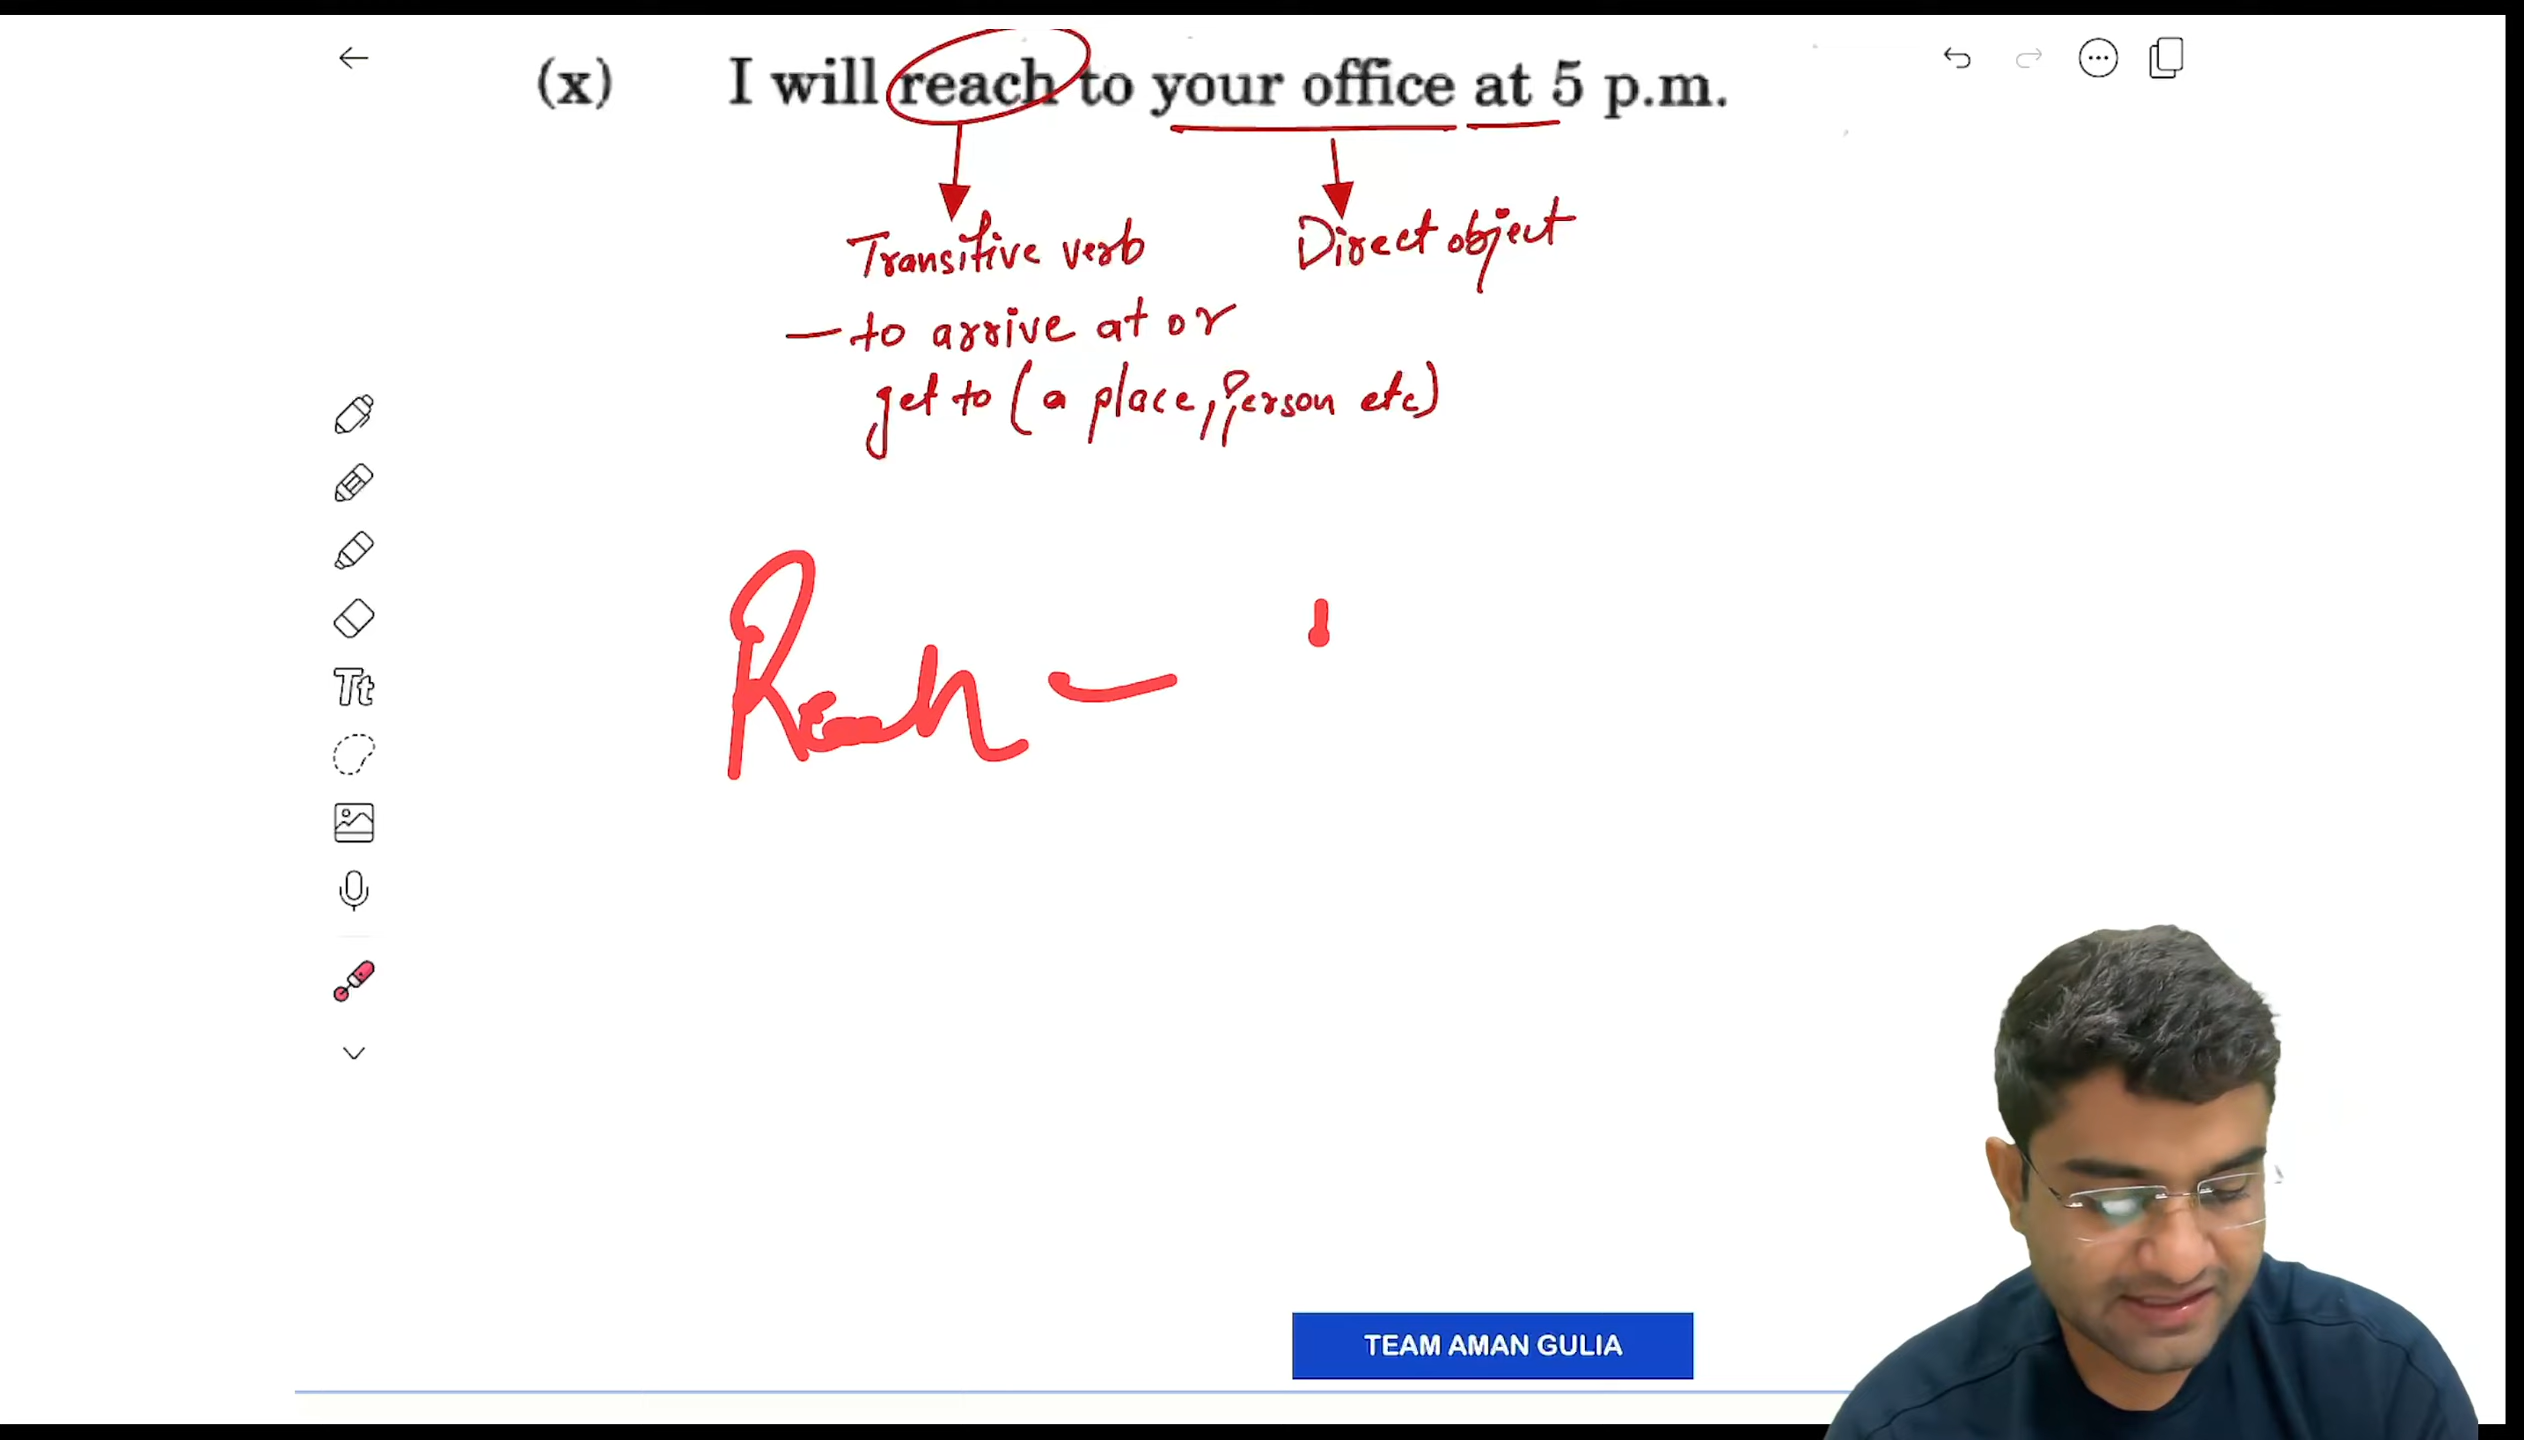 (x) I will reach to your office at 5 p.m.
Transitive verb Direct object
— to arrive at or
get to (a place, person etc)
Reach —
Tt
TEAM AMAN GULIA